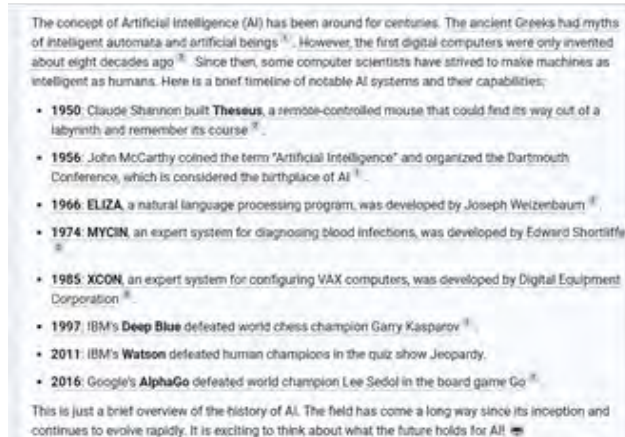 The concept of Artificial Intelligence (AI) has been around for centuries. The ancient Greeks had myths
of intelligent automata and artificial beings 1. However, the first digital computers were only invented
about eight decades ago. Since then, some computer scientists have strived to make machines as
intelligent as humans. Here is a brief timeline of notable AI systems and their capabilities:
• 1950: Claude Shannon built Theseus, a remote-controlled mouse that could find its way out of a
labyrinth and remember its course.
• 1956: John McCarthy coined the term "Artificial Intelligence" and organized the Dartmouth
Conference, which is considered the birthplace of AI.
• 1966: ELIZA, a natural language processing program, was developed by Joseph Weizenbaum.
• 1974: MYCIN, an expert system for diagnosing blood infections, was developed by Edward Shortliffe
• 1985: XCON, an expert system for configuring VAX computers, was developed by Digital Equipment
Corporation.
• 1997: IBM's Deep Blue defeated world chess champion Garry Kasparov.
• 2011: IBM's Watson defeated human champions in the quiz show Jeopardy.
• 2016: Google's AlphaGo defeated world champion Lee Sedol in the board game Go.
This is just a brief overview of the history of AI. The field has come a long way since its inception and
continues to evolve rapidly. It is exciting to think about what the future holds for AI!